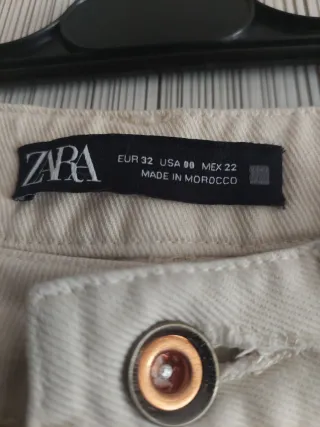 ZARA
EUR 32 USA 00 MEX 22
MADE IN MOROCCO